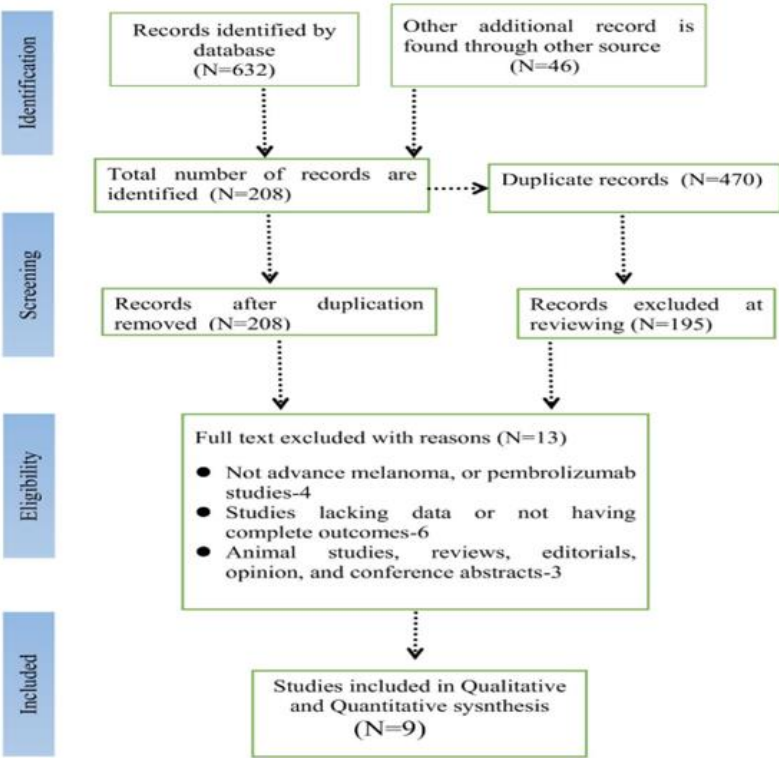 Identification
Records identified by
database
(N=632)
Other additional record is
found through other source
(N=46)
Total number of records are
identified (N=208)
Duplicate records (N=470)
Screening
Records after duplication
removed (N=208)
Records excluded at
reviewing (N=195)
Eligibility
Full text excluded with reasons (N=13)
● Not advance melanoma, or pembrolizumab
studies-4
● Studies lacking data or not having
complete outcomes-6
● Animal studies, reviews, editorials,
opinion, and conference abstracts-3
Included
Studies included in Qualitative
and Quantitative sysnthesis
(N=9)